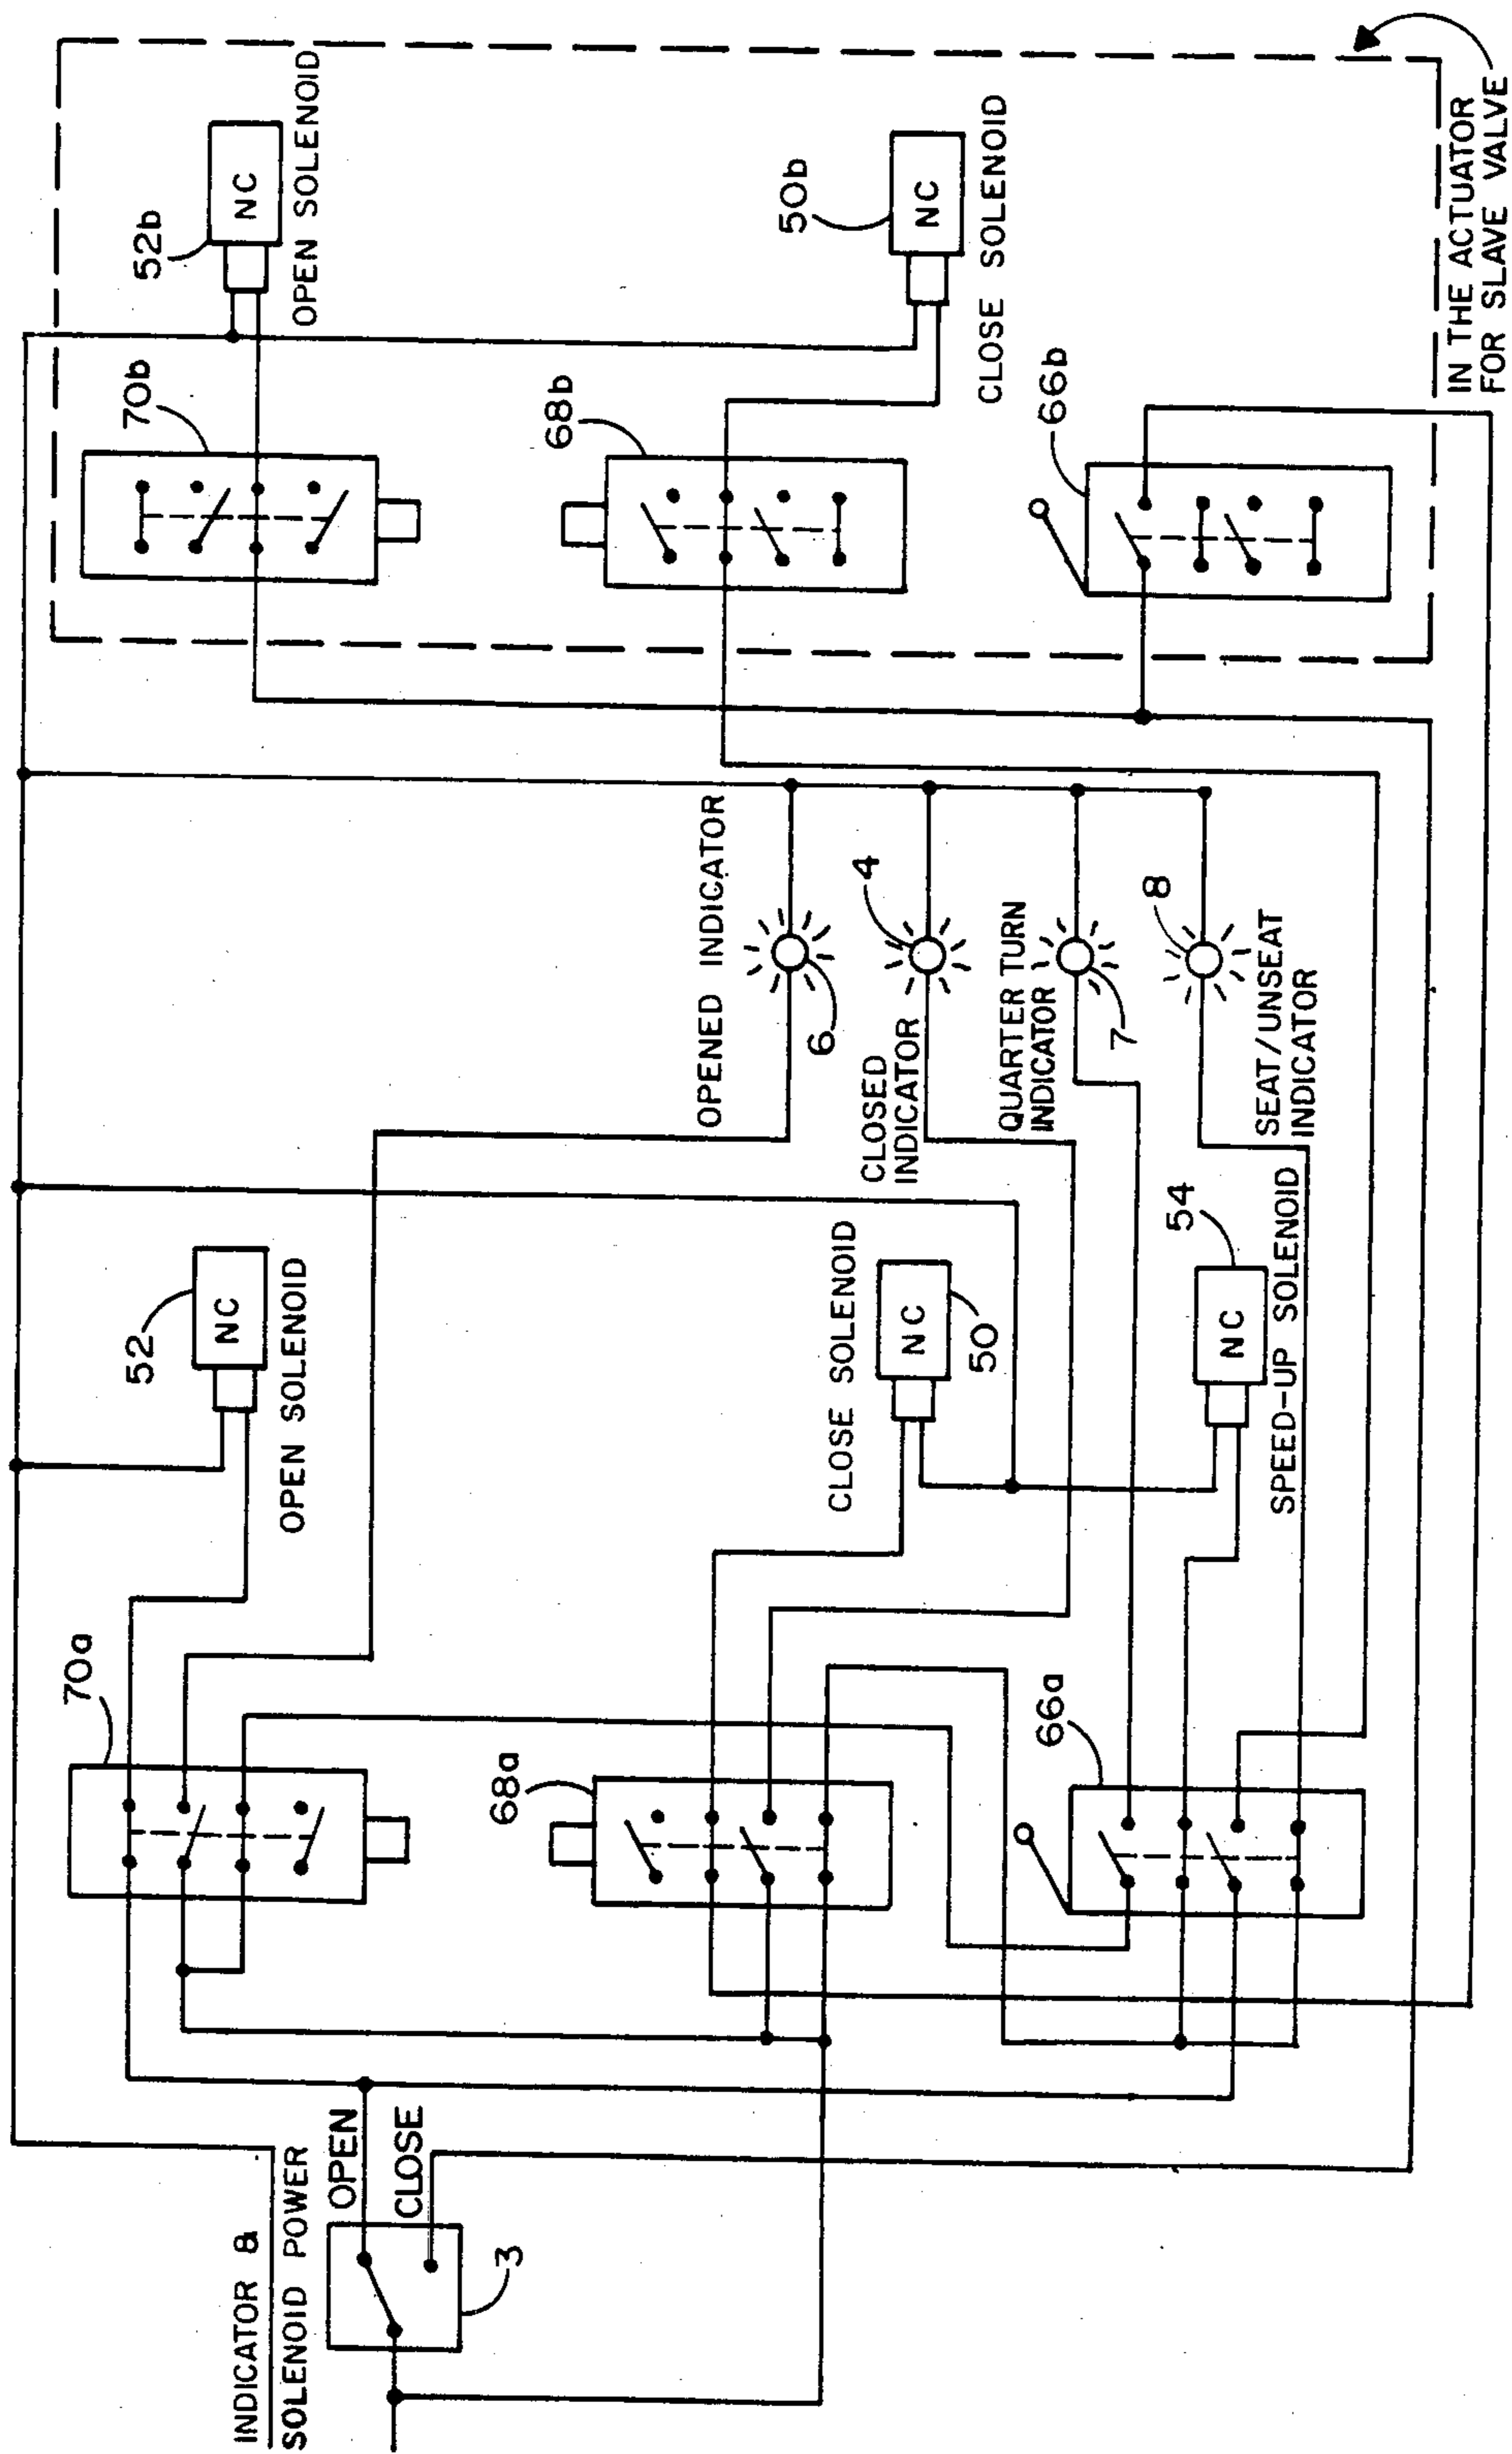 INDICATOR &
SOLENOID POWER
OPEN
CLOSE
3
70a
68a
66a
52
NC
OPEN SOLENOID
CLOSE SOLENOID
NC
50
54
NC
SPEED-UP SOLENOID
OPENED INDICATOR
6
CLOSED
INDICATOR
4
QUARTER TURN
INDICATOR
7
8
SEAT/UNSEAT
INDICATOR
70b
68b
66b
52b
NC
OPEN SOLENOID
50b
NC
CLOSE SOLENOID
IN THE ACTUATOR
FOR SLAVE VALVE